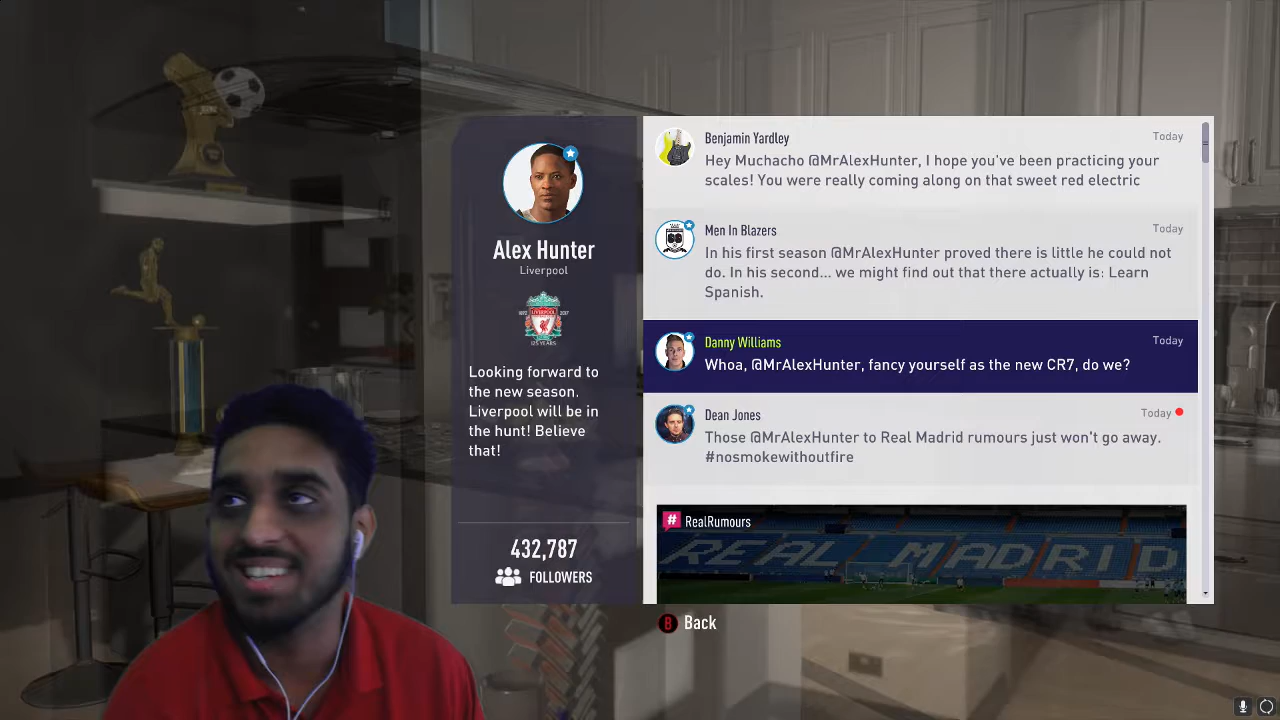 Alex Hunter
Liverpool
Looking forward to
the new season.
Liverpool will be in
the hunt! Believe
that!
432,787
FOLLOWERS
Benjamin Yardley
Today
Hey Muchacho @MrAlexHunter, I hope you've been practicing your
scales! You were really coming along on that sweet red electric
Men In Blazers
Today
In his first season @MrAlexHunter proved there is little he could not
do. In his second... we might find out that there actually is: Learn
Spanish.
Danny Williams
Today
Whoa, @MrAlexHunter, fancy yourself as the new CR7, do we?
Dean Jones
Today
Those @MrAlexHunter to Real Madrid rumours just won't go away.
#nosmokewithoutfire
# RealRumours
REAL MADRID
B Back